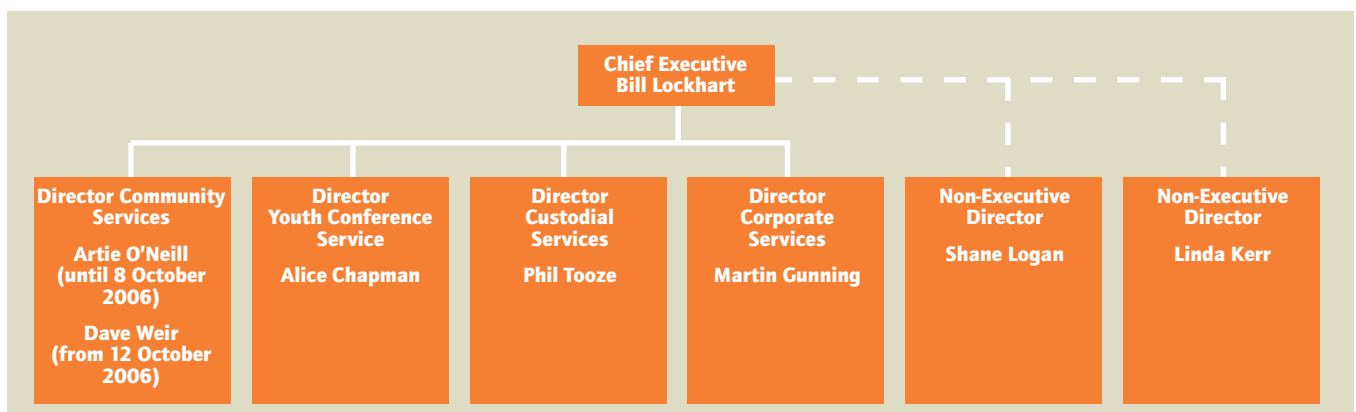 Chief Executive
Bill Lockhart
Director Community
Services
Artie O'Neill
(until 8 October
2006)
Dave Weir
(from 12 October
2006)
Director
Youth Conference
Service
Alice Chapman
Director
Custodial
Services
Phil Tooze
Director
Corporate
Services
Martin Gunning
Non-Executive
Director
Shane Logan
Non-Executive
Director
Linda Kerr